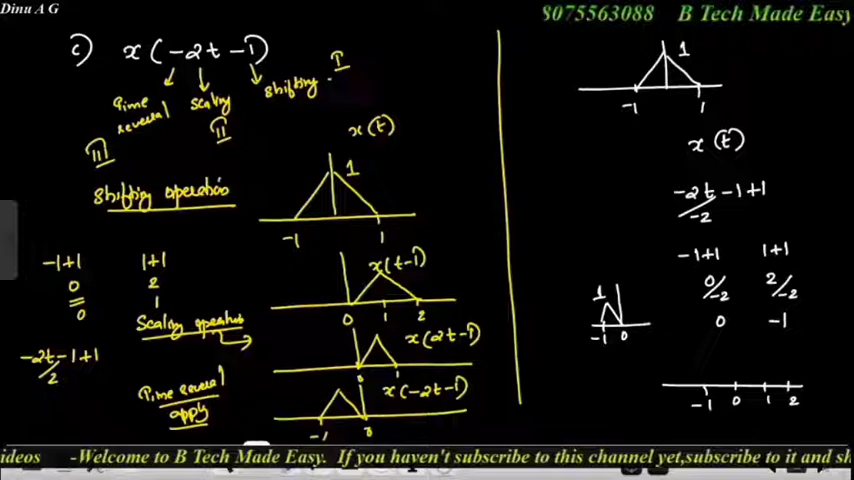 Dinu A G
8075563088 B Tech Made Easy
c) x(-2t-1)
Time reversal
Scaling
Shifting
I
II
III
x(t)
1
-1 1
Shifting operation
-1+1 1+1
0 2
0 1
x(t-1)
0 1 2
Scaling operation
x(2t-1)
0 1
-2t-1+1
2
Time reversal
apply
x(-2t-1)
-1 0
1
-1 1
x(t)
-2t-1+1
-2
-1+1 1+1
0/-2 2/-2
0 -1
1
-1 0
-1 0 1 2
ideos -Welcome to B Tech Made Easy. If you haven't subscribe to this channel yet,subscribe to it and sh